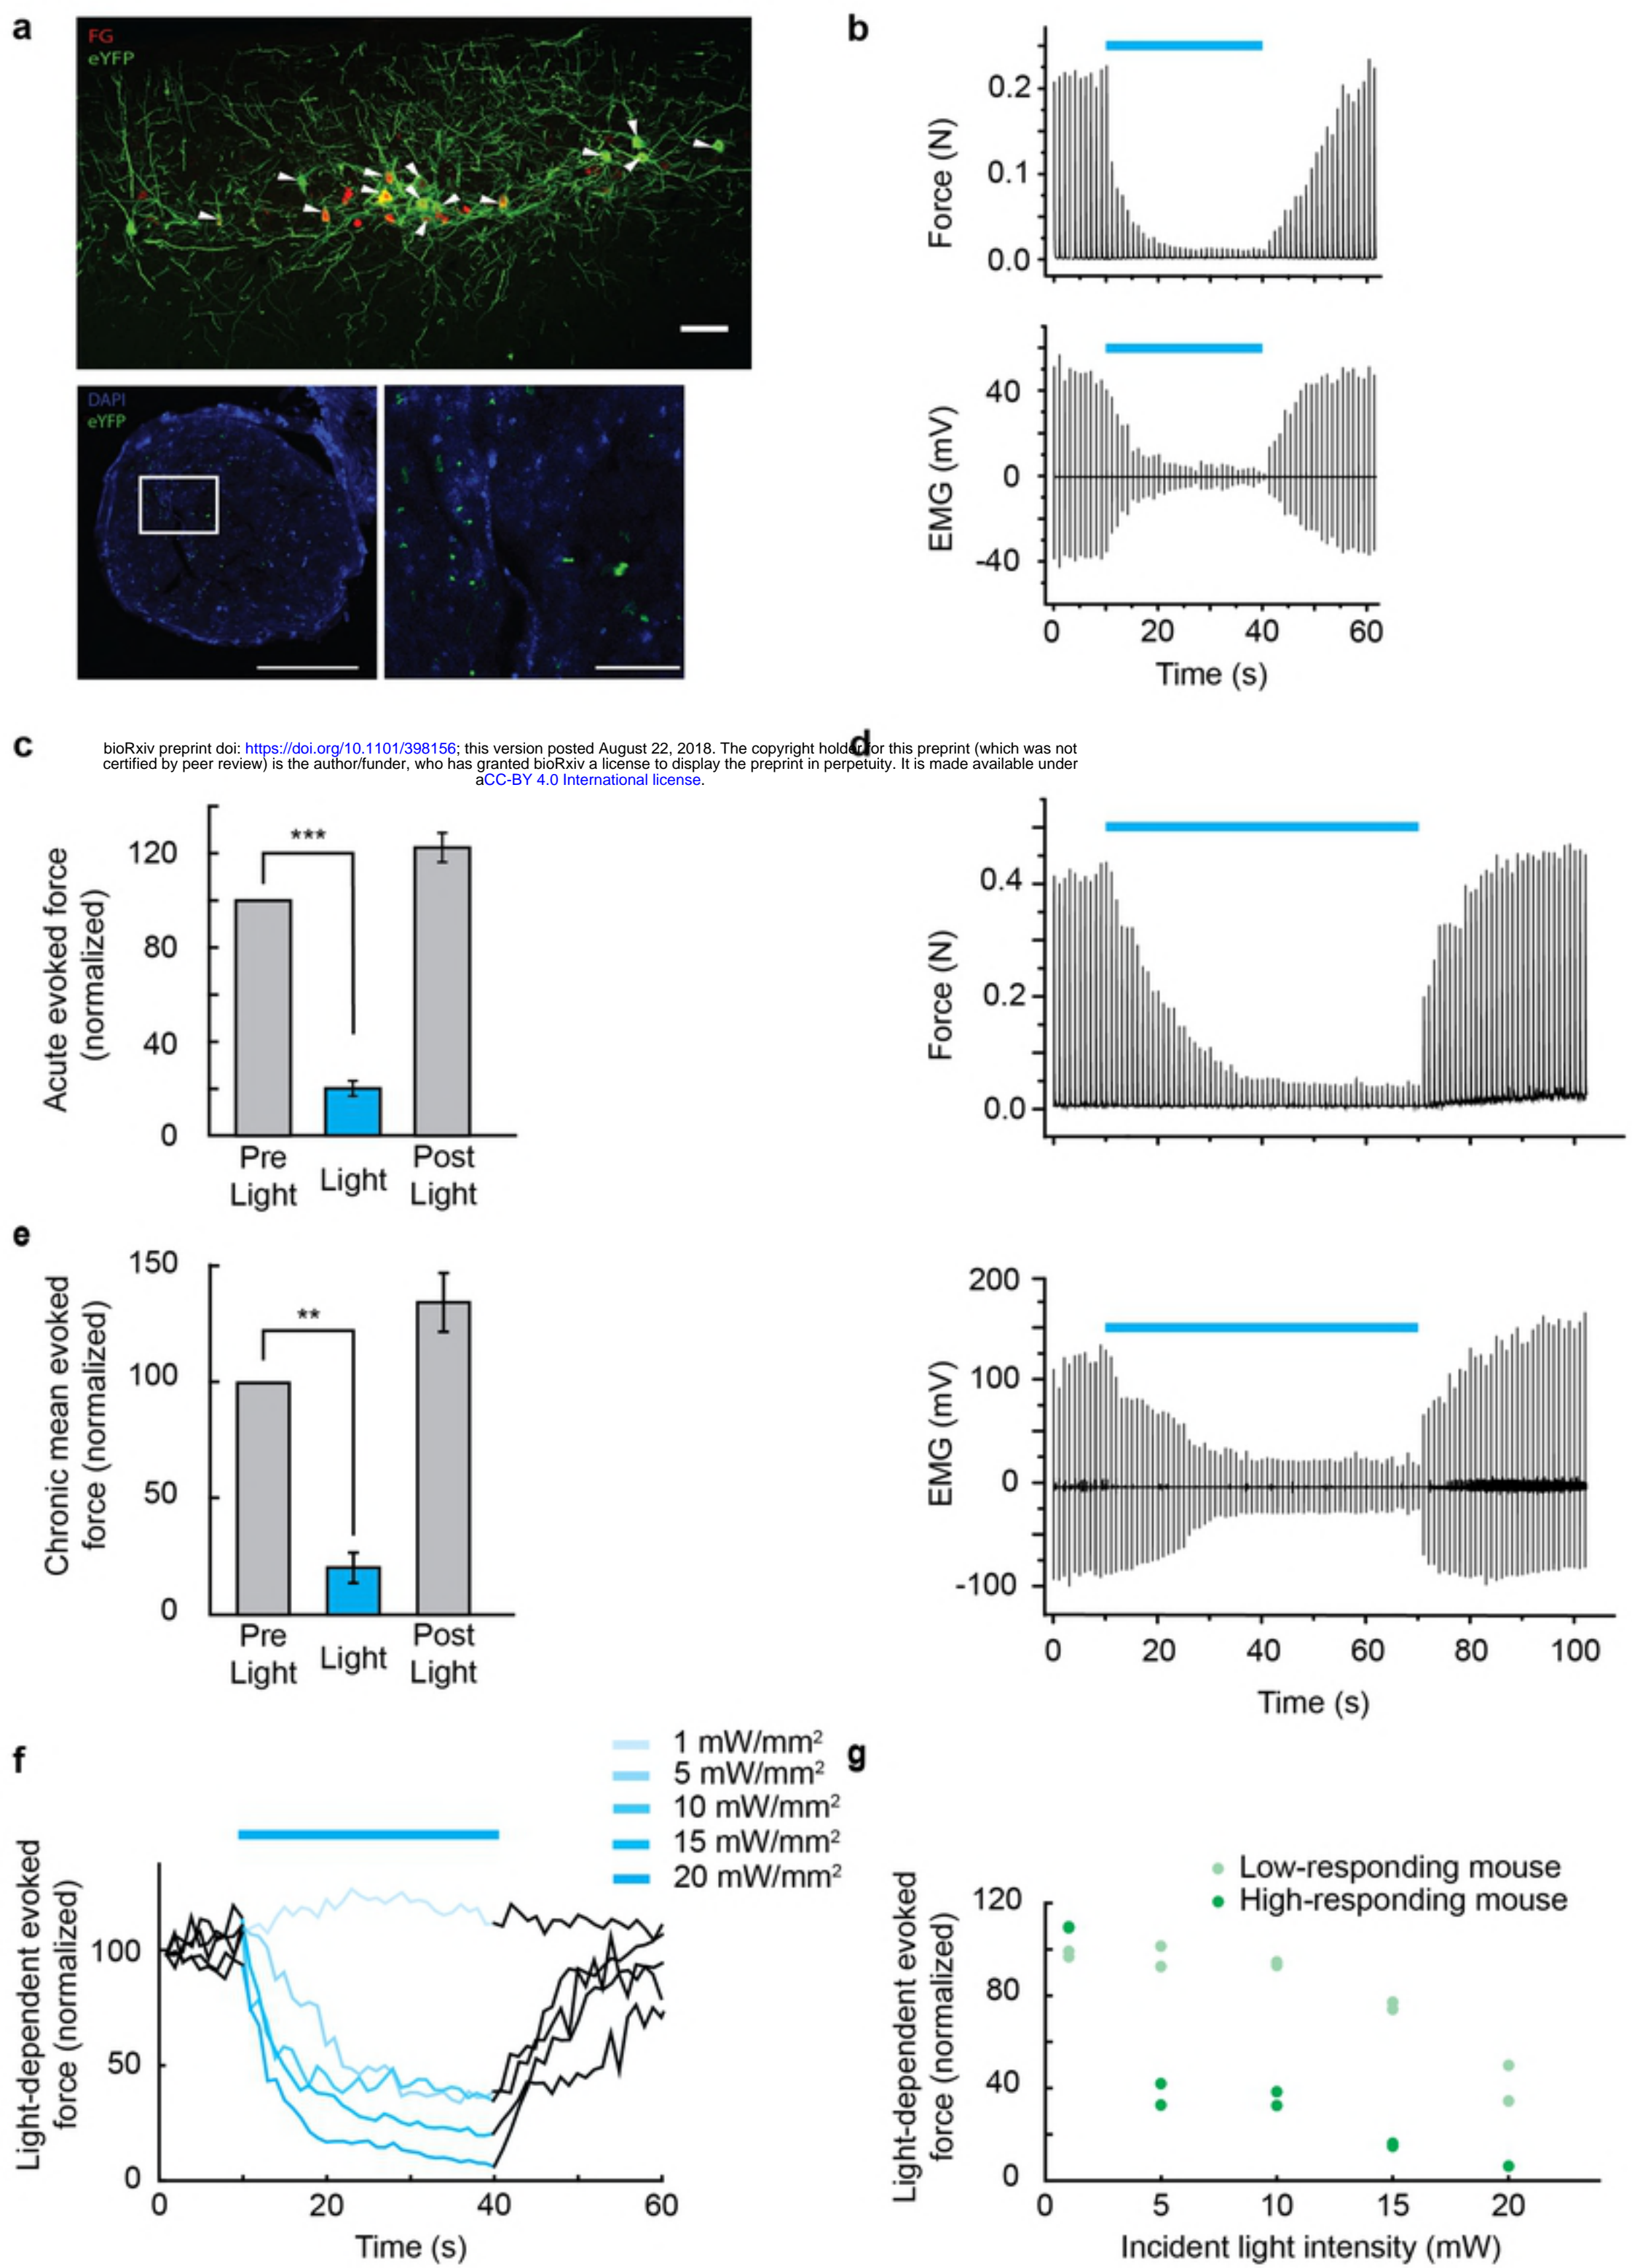 a
FG
eYFP
DAPI
eYFP
b
Force (N)
0.2
0.1
0.0
EMG (mV)
40
0
-40
0 20 40 60
Time (s)
c
bioRxiv preprint doi: https://doi.org/10.1101/398156; this version posted August 22, 2018. The copyright holder for this preprint (which was not
certified by peer review) is the author/funder, who has granted bioRxiv a license to display the preprint in perpetuity. It is made available under
aCC-BY 4.0 International license.
Acute evoked force
(normalized)
120
80
40
0
***
Pre
Light
Light
Post
Light
d
Force (N)
0.4
0.2
0.0
EMG (mV)
200
100
0
-100
0 20 40 60 80 100
Time (s)
e
Chronic mean evoked
force (normalized)
150
100
50
0
**
Pre
Light
Light
Post
Light
f
1 mW/mm²
5 mW/mm²
10 mW/mm²
15 mW/mm²
20 mW/mm²
Light-dependent evoked
force (normalized)
100
50
0
0 20 40 60
Time (s)
g
Low-responding mouse
High-responding mouse
Light-dependent evoked
force (normalized)
120
80
40
0
0 5 10 15 20
Incident light intensity (mW)